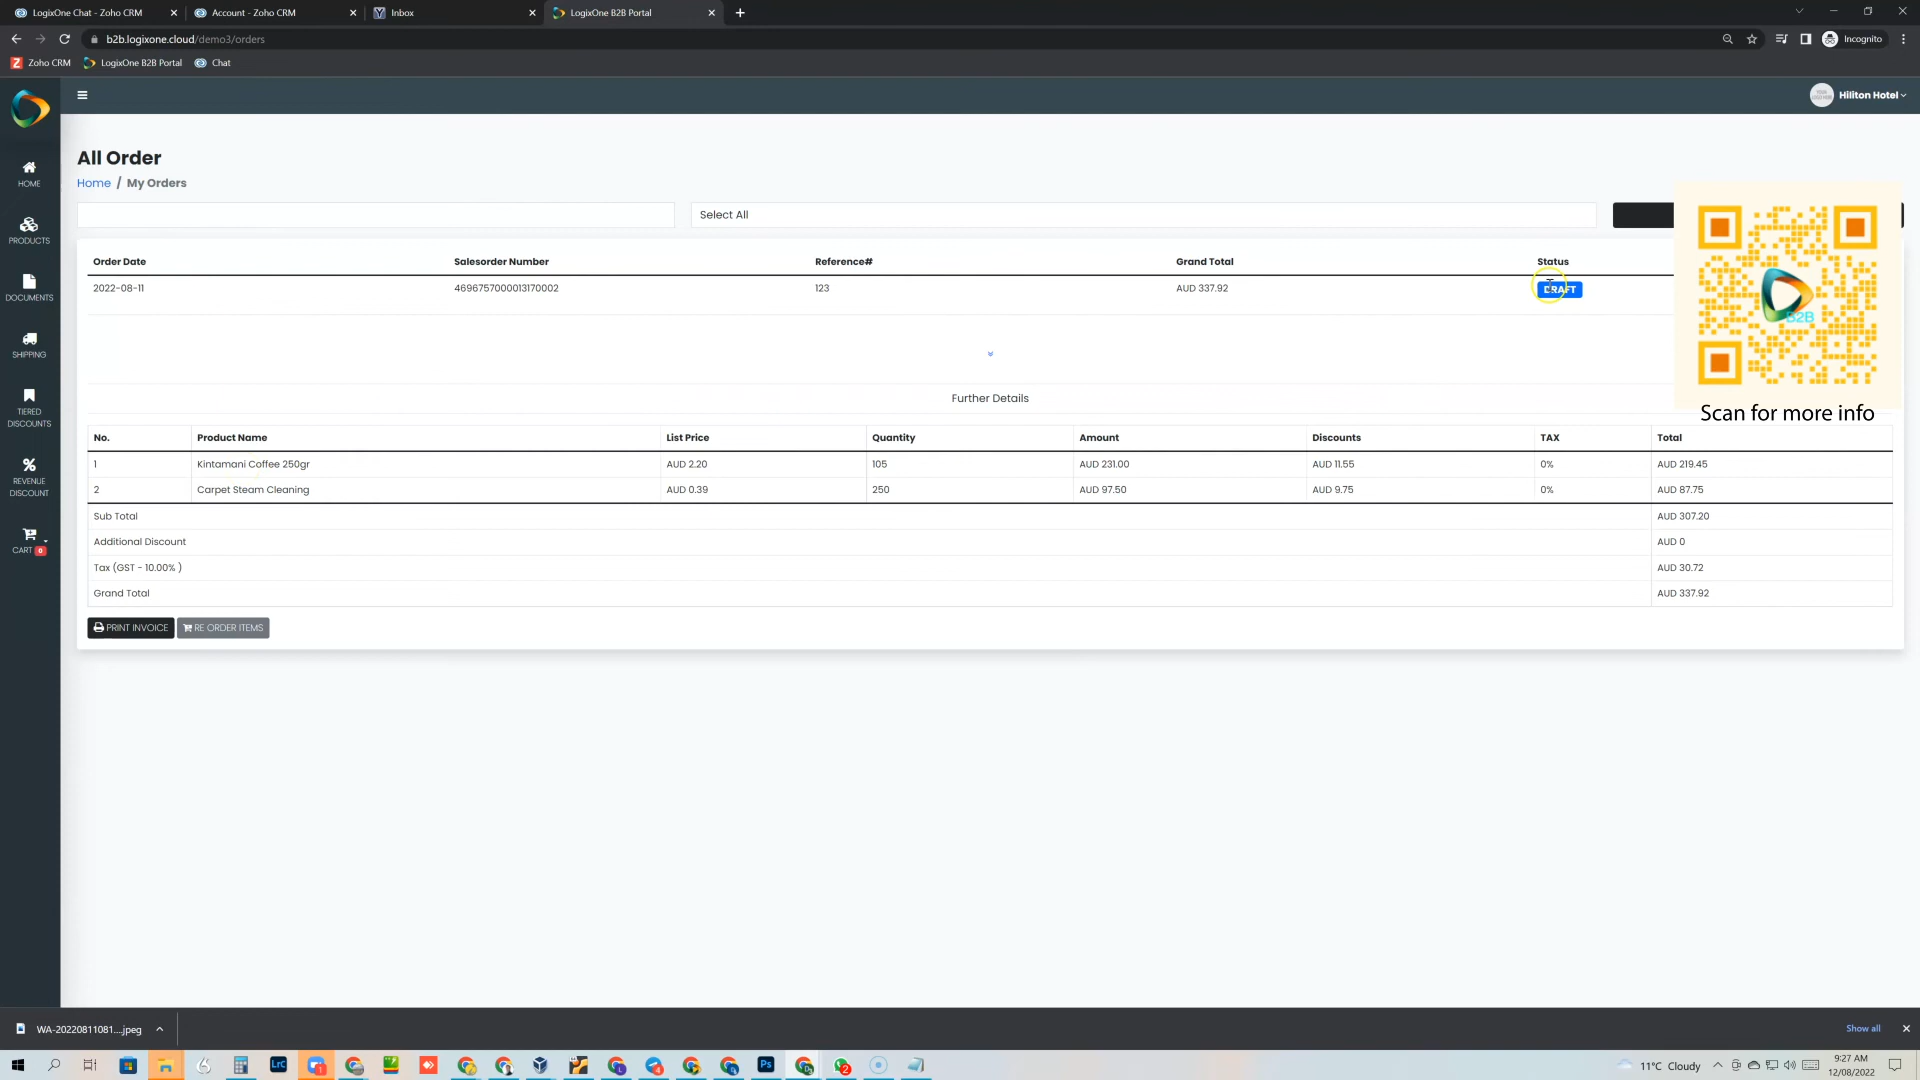 LogixOne Chat - Zoho CRM
Account - Zoho CRM
Inbox
LogixOne B2B Portal
b2b.logixone.cloud/demo3/orders
Incognito
Zoho CRM
LogixOne B2B Portal
Chat
Hiliton Hotel
HOME
PRODUCTS
DOCUMENTS
SHIPPING
TIERED
DISCOUNTS
REVENUE
DISCOUNT
CART 0
All Order
Home / My Orders
Select All
Order Date Salesorder Number Reference# Grand Total Status
2022-08-11 4696757000013170002 123 AUD 337.92 DRAFT
B2B
Scan for more info
Further Details
No. Product Name List Price Quantity Amount Discounts TAX Total
1 Kintamani Coffee 250gr AUD 2.20 105 AUD 231.00 AUD 11.55 0% AUD 219.45
2 Carpet Steam Cleaning AUD 0.39 250 AUD 97.50 AUD 9.75 0% AUD 87.75
Sub Total AUD 307.20
Additional Discount AUD 0
Tax (GST - 10.00% ) AUD 30.72
Grand Total AUD 337.92
PRINT INVOICE RE ORDER ITEMS
WA-20220811081....jpeg
Show all
LrC
Ps
11°C Cloudy
9:27 AM
12/08/2022